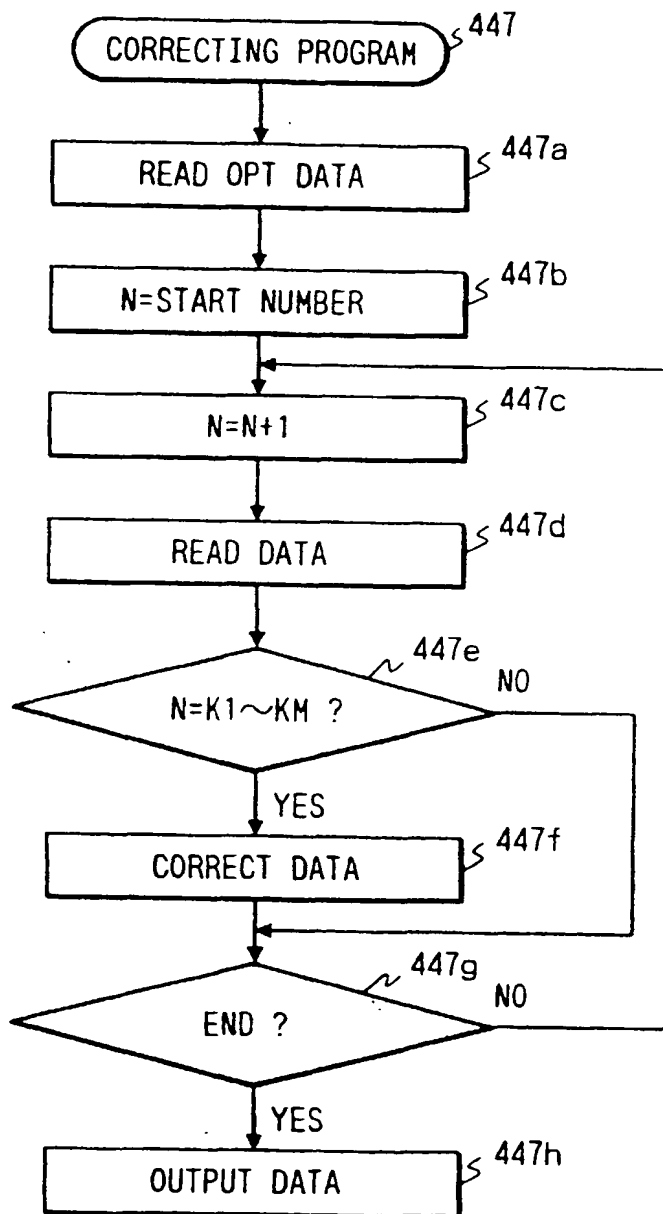 CORRECTING PROGRAM
447
READ OPT DATA
447a
N=START NUMBER
447b
N=N+1
447c
READ DATA
447d
N=K1~KM ?
447e
NO
YES
CORRECT DATA
447f
END ?
447g
NO
YES
OUTPUT DATA
447h